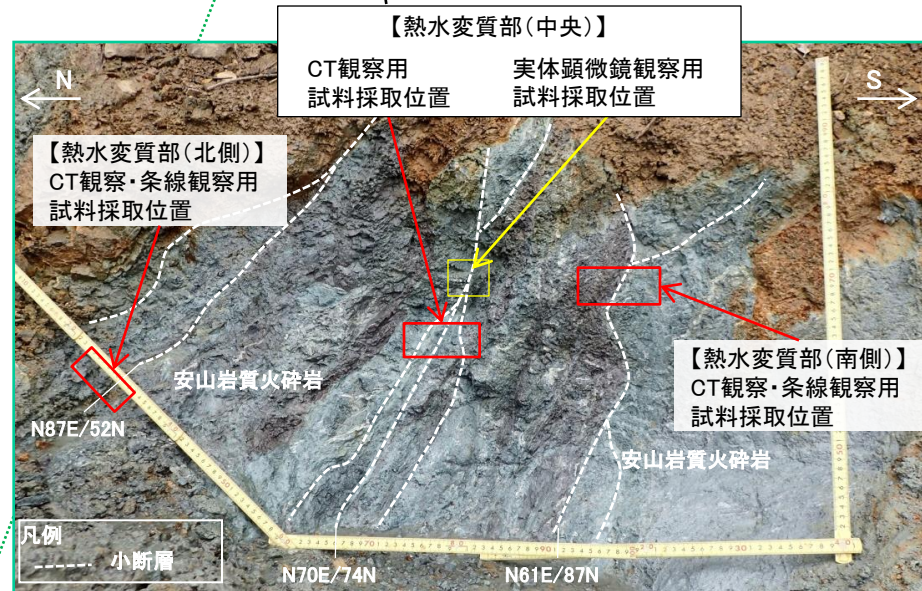 【熱水変質部(中央)】
CT観察用
試料採取位置
実体顕微鏡観察用
試料採取位置
N
S
【熱水変質部(北側)】
CT観察・条線観察用
試料採取位置
【熱水変質部(南側)】
CT観察・条線観察用
試料採取位置
安山岩質火砕岩
N87E/52N
安山岩質火砕岩
凡例
小断層
N70E/74N
N61E/87N